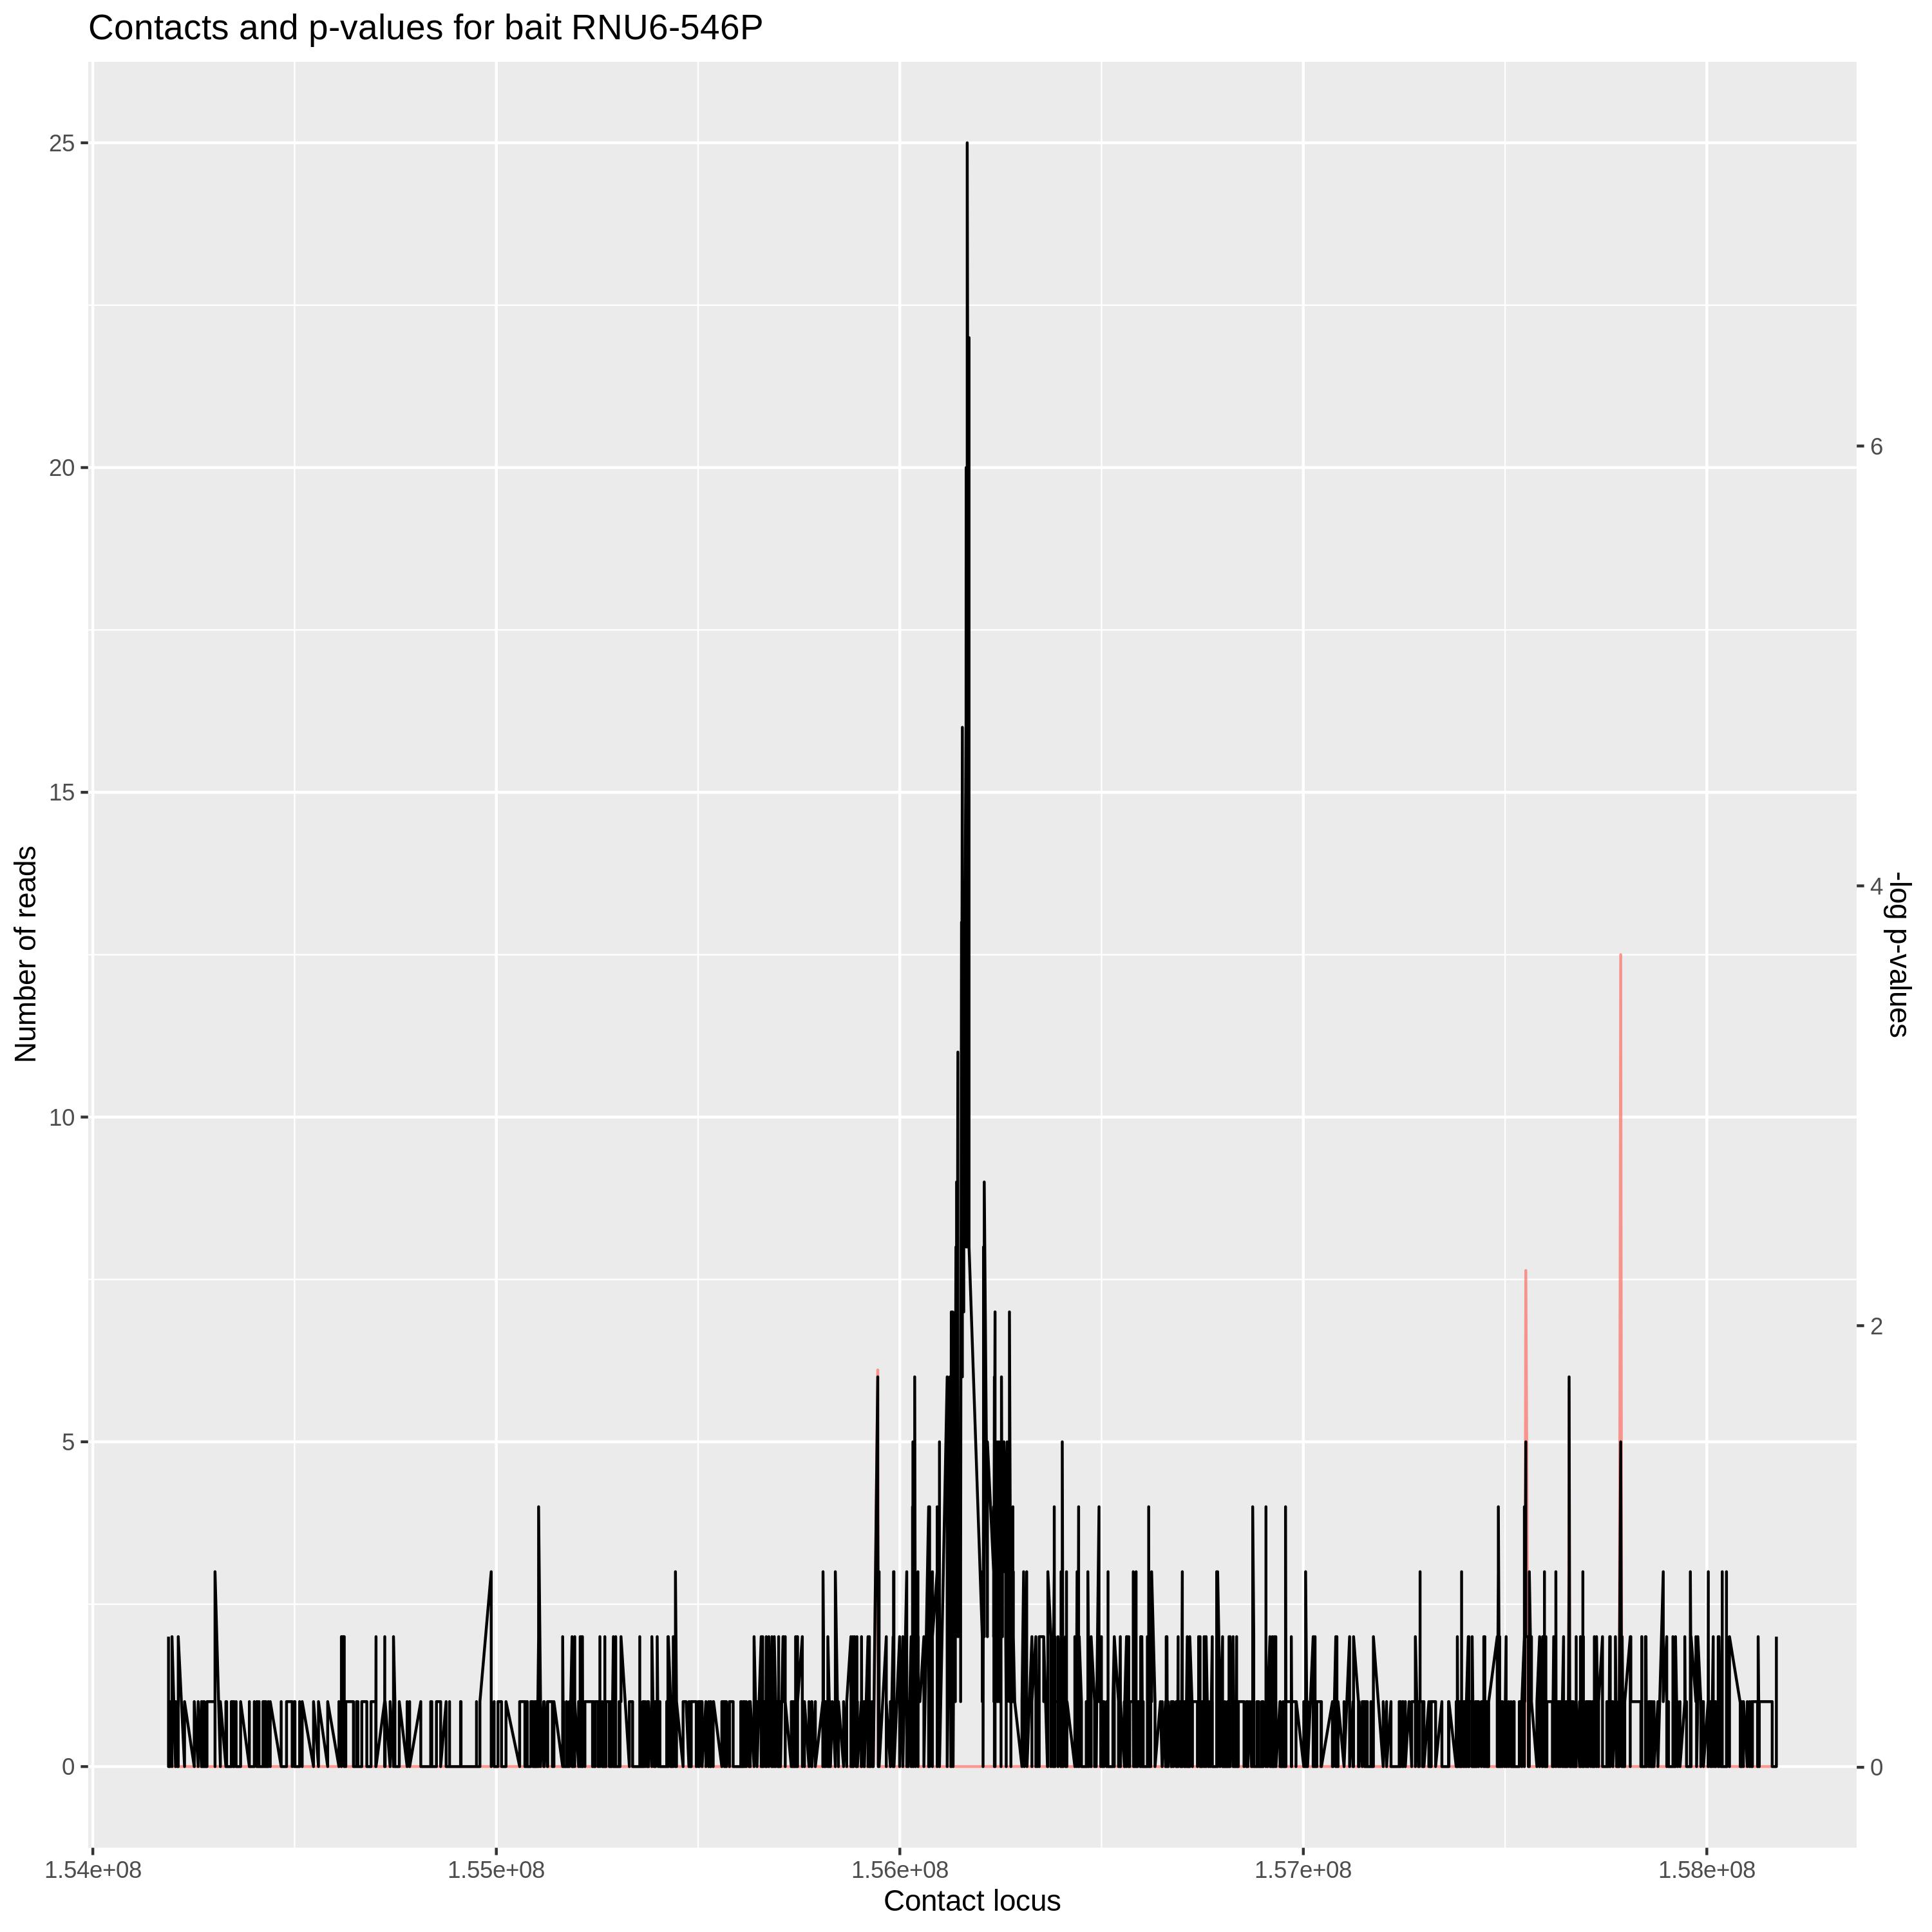 Contacts and p-values for bait RNU6-546P
25
20
15
10
5
0
Number of reads
6
4
2
0
-log p-values
1.54e+08 1.55e+08 1.56e+08 1.57e+08 1.58e+08
Contact locus